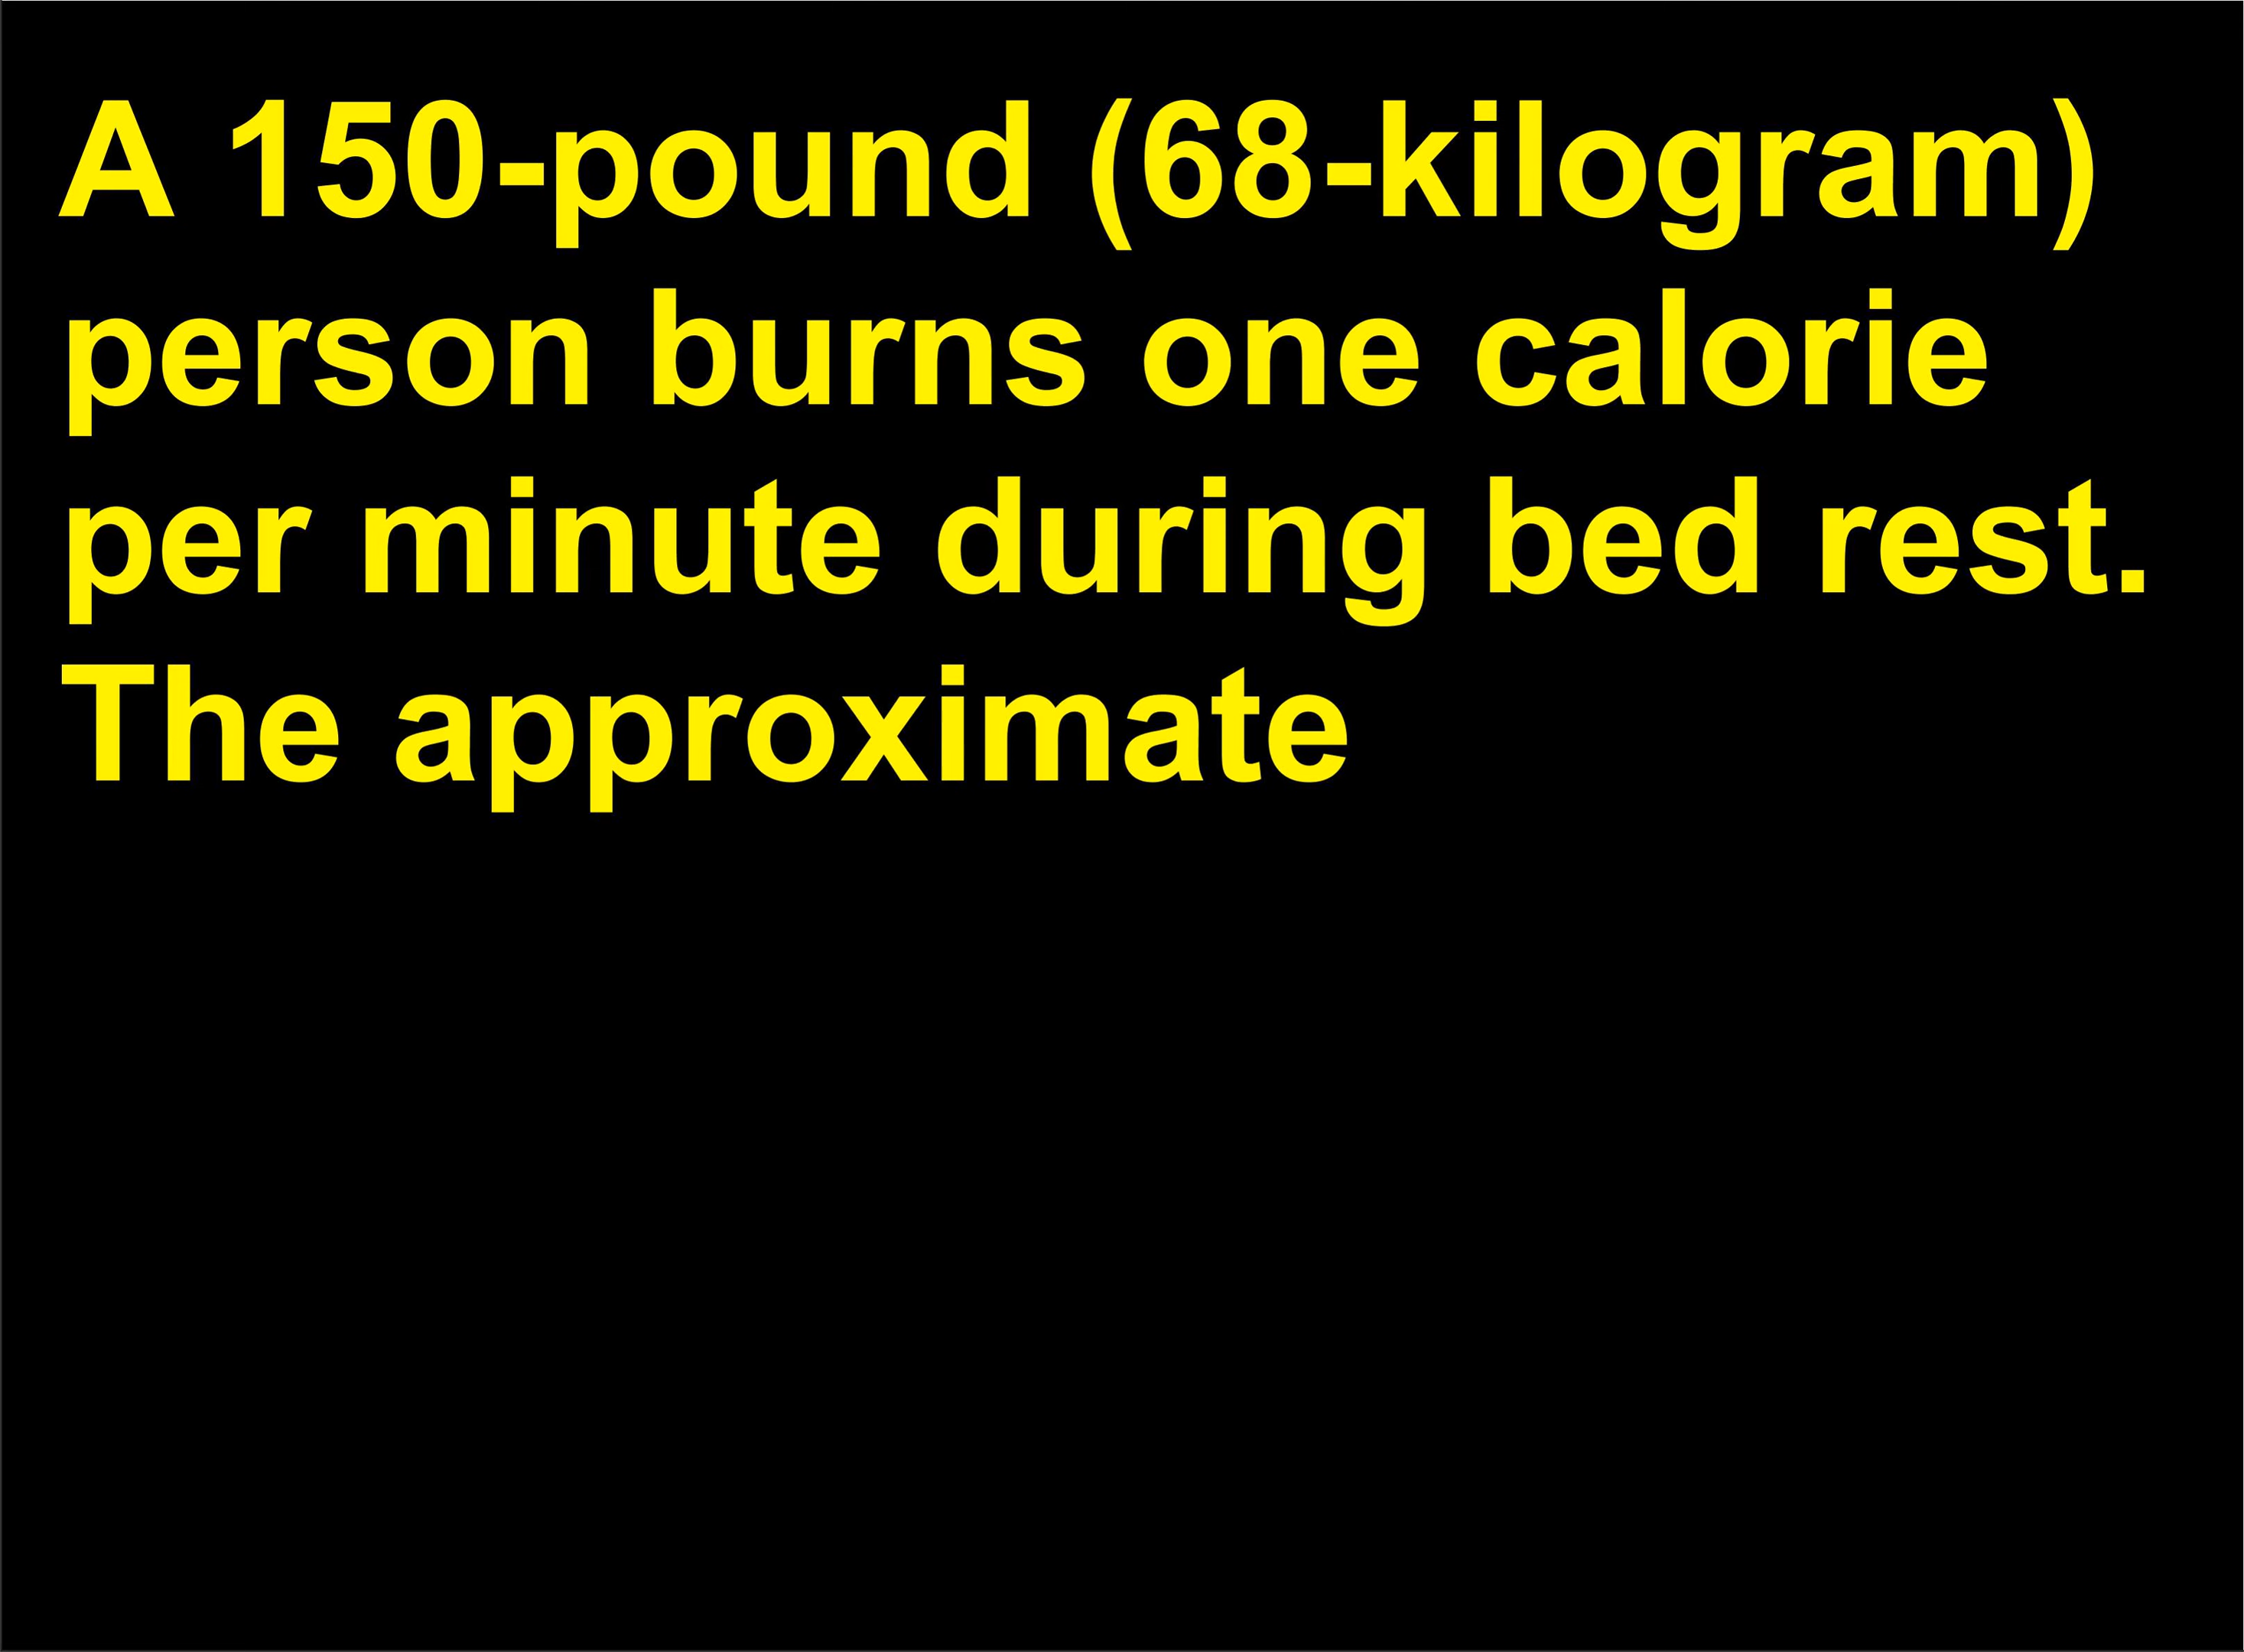 A 150-pound (68-kilogram)
person burns one calorie
per minute during bed rest.
The approximate